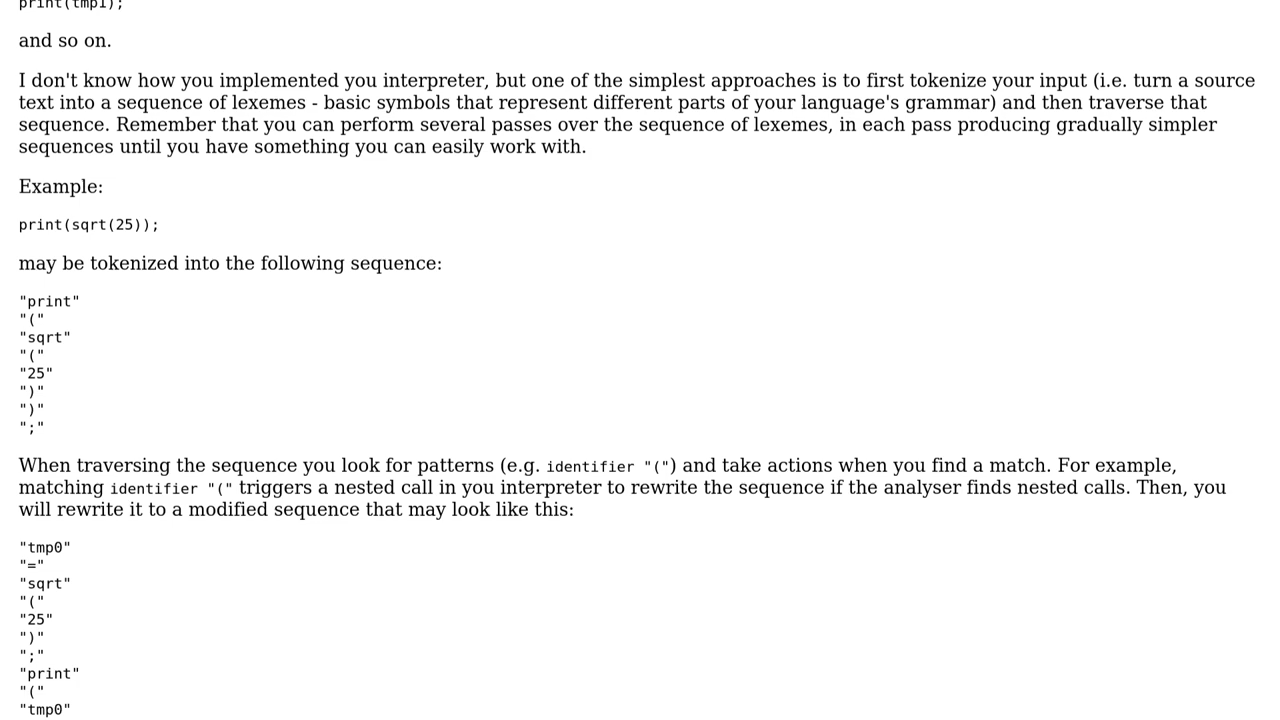 print(tmp1);
and so on.
I don't know how you implemented you interpreter, but one of the simplest approaches is to first tokenize your input (i.e. turn a source
text into a sequence of lexemes - basic symbols that represent different parts of your language's grammar) and then traverse that
sequence. Remember that you can perform several passes over the sequence of lexemes, in each pass producing gradually simpler
sequences until you have something you can easily work with.
Example:
print(sqrt(25));
may be tokenized into the following sequence:
"print"
"("
"sqrt"
"("
"25"
")"
")"
";"
When traversing the sequence you look for patterns (e.g. identifier "(") and take actions when you find a match. For example,
matching identifier "(" triggers a nested call in you interpreter to rewrite the sequence if the analyser finds nested calls. Then, you
will rewrite it to a modified sequence that may look like this:
"tmp0"
"="
"sqrt"
"("
"25"
")"
";"
"print"
"("
"tmp0"